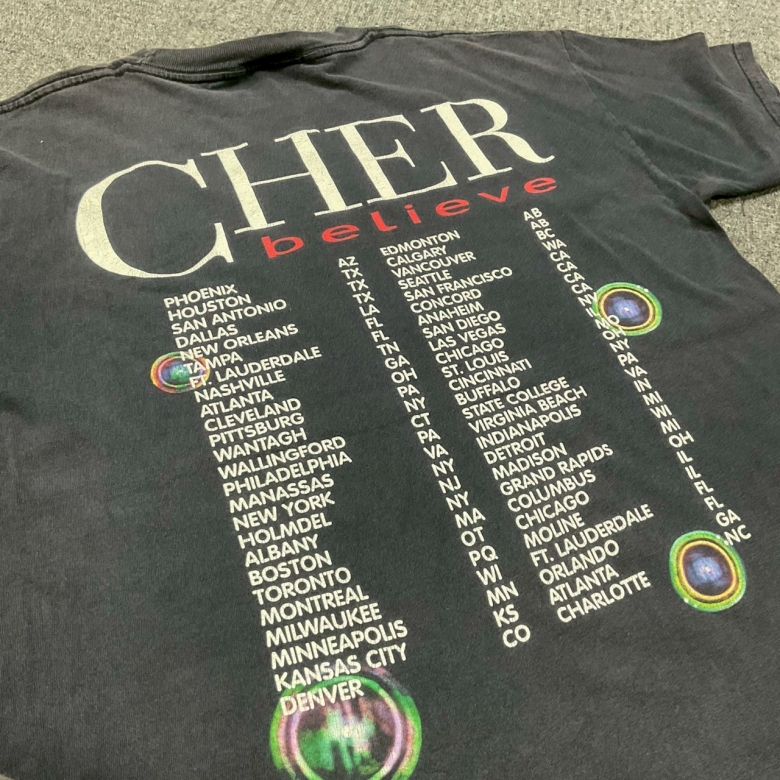 CHER
believe
PHOENIX AZ
HOUSTON TX
SAN ANTONIO TX
DALLAS TX
NEW ORLEANS LA
TAMPA FL
FT. LAUDERDALE FL
NASHVILLE TN
ATLANTA GA
CLEVELAND OH
PITTSBURG PA
WANTAGH NY
WALLINGFORD CT
PHILADELPHIA PA
MANASSAS VA
NEW YORK NY
HOLMDEL NJ
ALBANY NY
BOSTON MA
TORONTO OT
MONTREAL PQ
MILWAUKEE WI
MINNEAPOLIS MN
KANSAS CITY KS
DENVER CO
EDMONTON AB
CALGARY AB
VANCOUVER BC
SEATTLE WA
SAN FRANCISCO CA
CONCORD CA
ANAHEIM CA
SAN DIEGO CA
LAS VEGAS
CHICAGO IL
ST. LOUIS MO
CINCINNATI OH
BUFFALO NY
STATE COLLEGE PA
VIRGINIA BEACH VA
INDIANAPOLIS IN
DETROIT MI
MADISON WI
GRAND RAPIDS MI
COLUMBUS OH
CHICAGO IL
MOLINE IL
FT. LAUDERDALE FL
ORLANDO FL
ATLANTA GA
CHARLOTTE NC